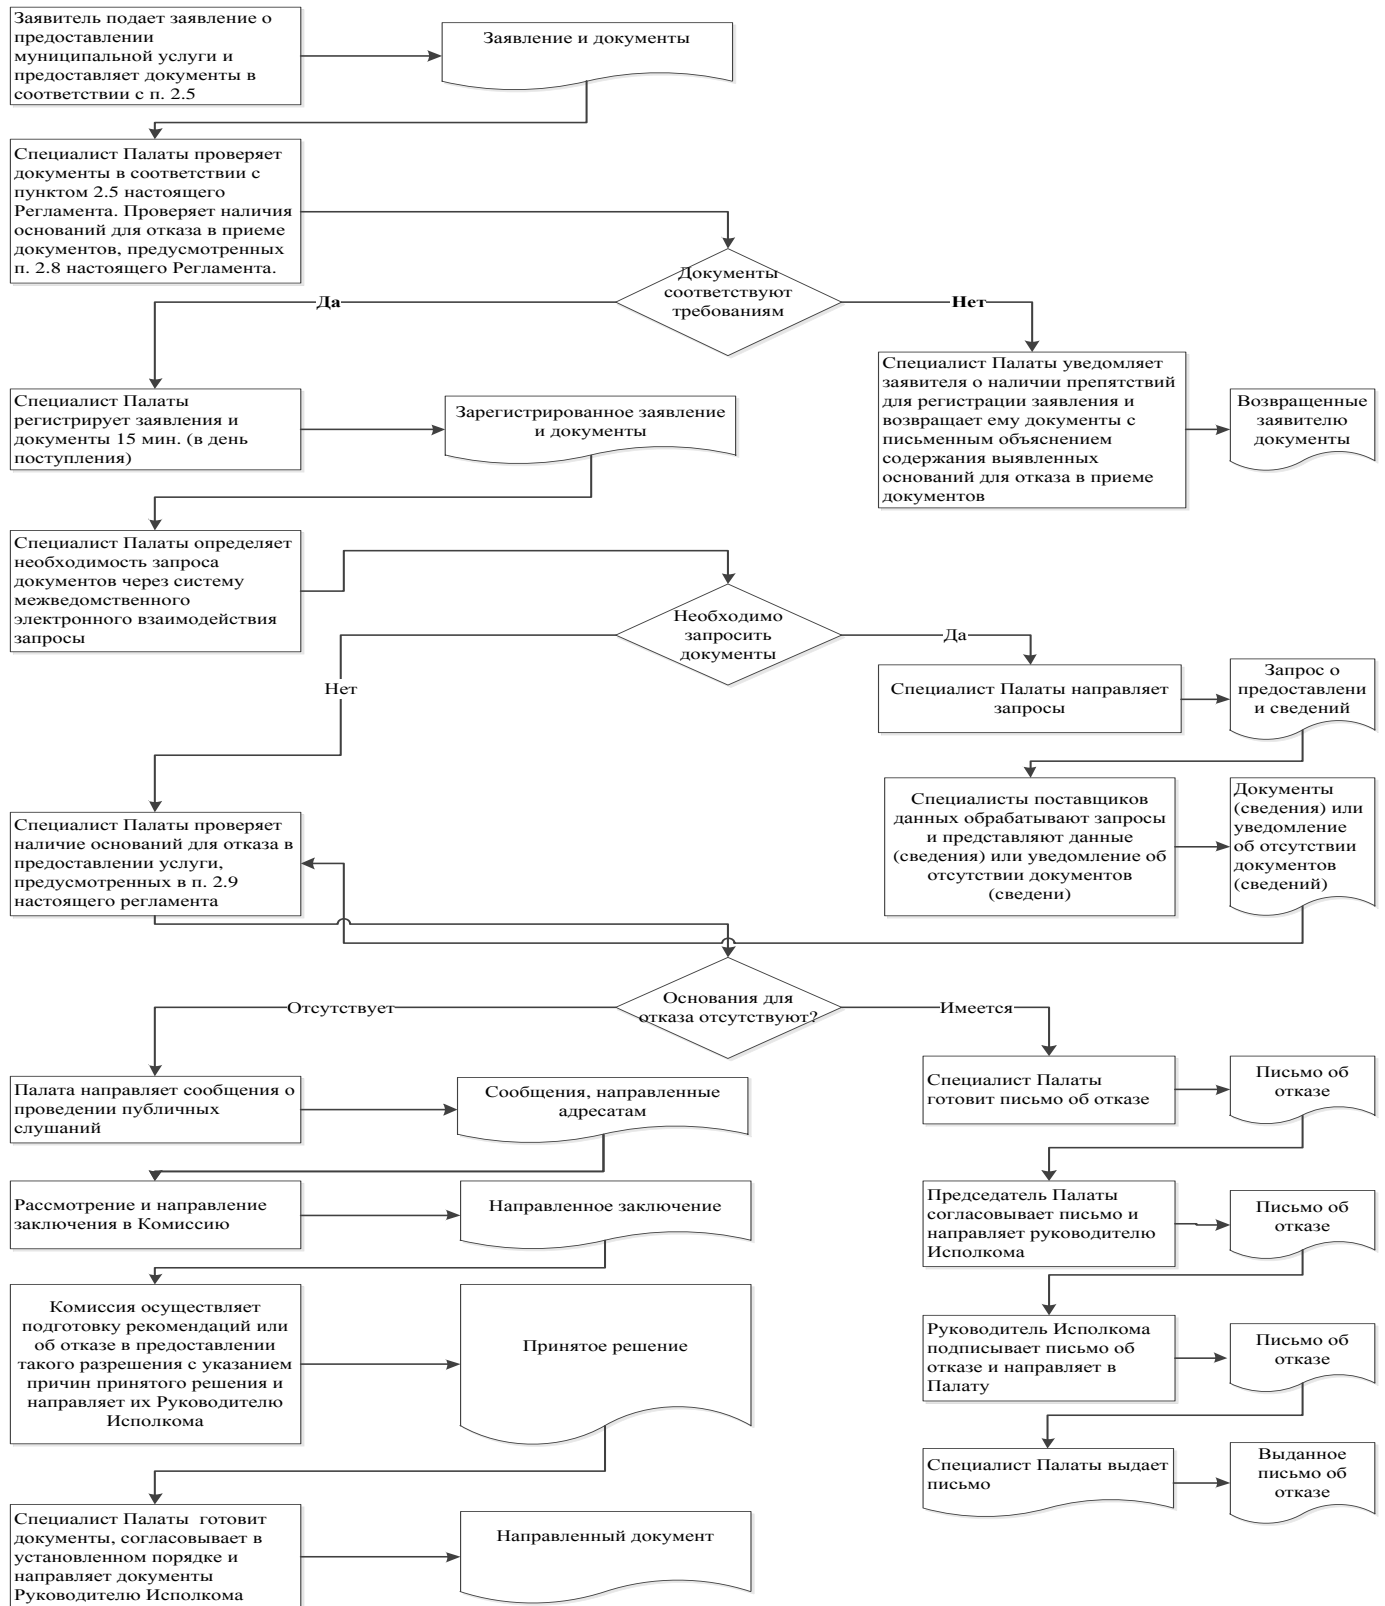 Заявитель подает заявление о
предоставлении
муниципальной услуги и
предоставляет документы в
соответствии с п. 2.5
Заявление и документы
Специалист Палаты проверяет
документы в соответствии с
пунктом 2.5 настоящего
Регламента. Проверяет наличия
оснований для отказа в приеме
документов, предусмотренных
п. 2.8 настоящего Регламента.
Документы
соответствуют
требованиям
Да
Нет
Специалист Палаты
регистрирует заявления и
документы 15 мин. (в день
поступления)
Зарегистрированное заявление
и документы
Специалист Палаты уведомляет
заявителя о наличии препятствий
для регистрации заявления и
возвращает ему документы с
письменным объяснением
содержания выявленных
оснований для отказа в приеме
документов
Возвращенные
заявителю
документы
Специалист Палаты определяет
необходимость запроса
документов через систему
межведомственного
электронного взаимодействия
запросы
Необходимо
запросить
документы
Да
Нет
Специалист Палаты направляет
запросы
Запрос о
предоставлени
и сведений
Специалисты поставщиков
данных обрабатывают запросы
и представляют данные
(сведения) или уведомление об
отсутствии документов
(сведени)
Документы
(сведения) или
уведомление
об отсутствии
документов
(сведений)
Специалист Палаты проверяет
наличие оснований для отказа в
предоставлении услуги,
предусмотренных в п. 2.9
настоящего регламента
Основания для
отказа отсутствуют?
Отсутствует
Имеется
Палата направляет сообщения о
проведении публичных
слушаний
Сообщения, направленные
адресатам
Специалист Палаты
готовит письмо об отказе
Письмо об
отказе
Рассмотрение и направление
заключения в Комиссию
Направленное заключение
Председатель Палаты
согласовывает письмо и
направляет руководителю
Исполкома
Письмо об
отказе
Комиссия осуществляет
подготовку рекомендаций или
об отказе в предоставлении
такого разрешения с указанием
причин принятого решения и
направляет их Руководителю
Исполкома
Принятое решение
Руководитель Исполкома
подписывает письмо об
отказе и направляет в
Палату
Письмо об
отказе
Специалист Палаты выдает
письмо
Выданное
письмо об
отказе
Специалист Палаты  готовит
документы, согласовывает в
установленном порядке и
направляет документы
Руководителю Исполкома
Направленный документ